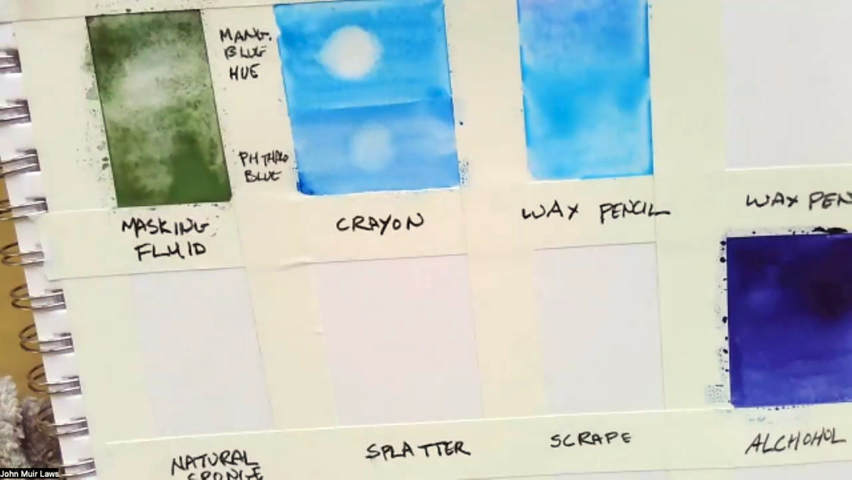 MANG.
BLUE
HUE
PHTHALO
BLUE
MASKING
FLUID
CRAYON
WAX PENCIL
WAX PEN
NATURAL
SPONGE
SPLATTER
SCRAPE
ALCHOHOL
John Muir Laws